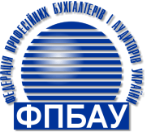 ФЕДЕРАЦІЯ ПРОФЕСІЙНИХ БУХГАЛТЕРІВ І АУДИТОРІВ УКРАЇНИ
ФПБАУ